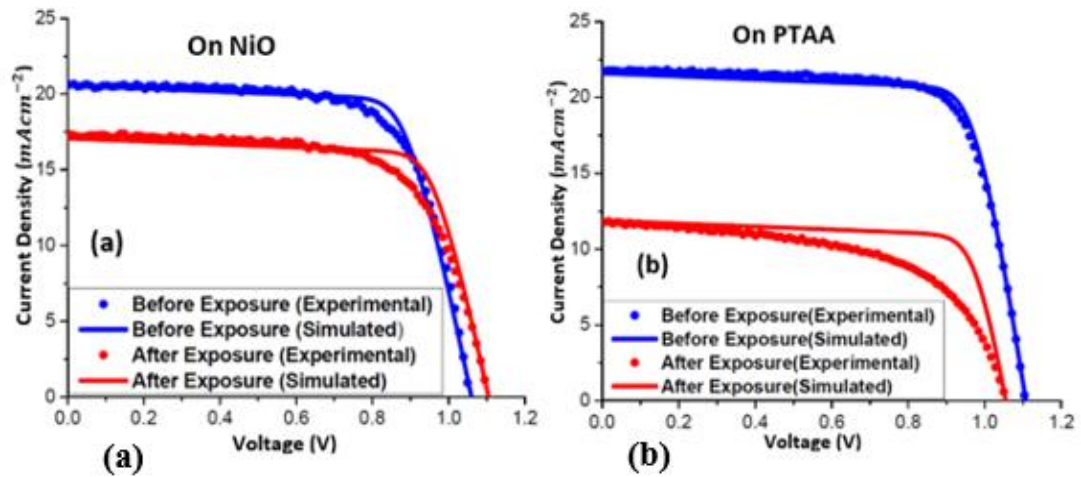 On NiO
Current Density (mAcm⁻²)
25
20
15
10
5
0
(a)
Before Exposure (Experimental)
Before Exposure (Simulated)
After Exposure (Experimental)
After Exposure (Simulated)
0.0 0.2 0.4 0.6 0.8 1.0 1.2
Voltage (V)
(a)
On PTAA
Current Density (mAcm⁻²)
25
20
15
10
5
0
(b)
Before Exposure(Experimental)
Before Exposure(Simulated)
After Exposure(Experimental)
After Exposure(Simulated)
0.0 0.2 0.4 0.6 0.8 1.0 1.2
Voltage (V)
(b)